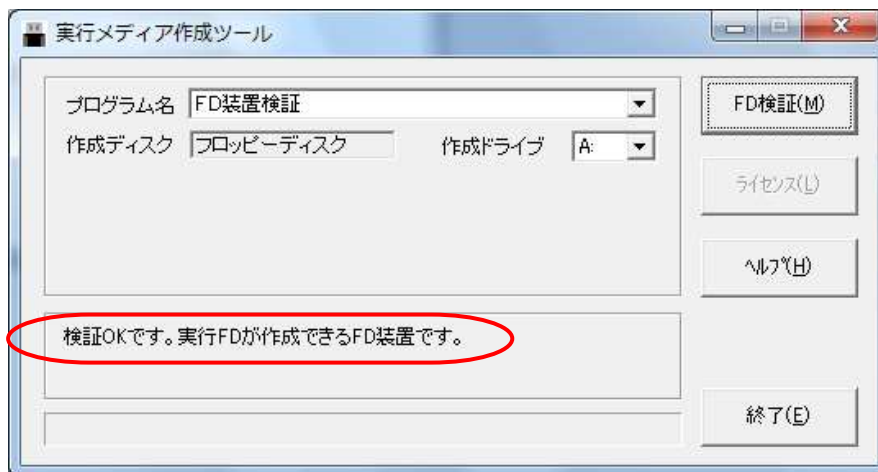 実行メディア作成ツール
プログラム名 FD装置検証
作成ディスク フロッピーディスク 作成ドライブ A:
FD検証(M)
ライセンス(L)
ヘルプ(H)
検証OKです。実行FDが作成できるFD装置です。
終了(E)